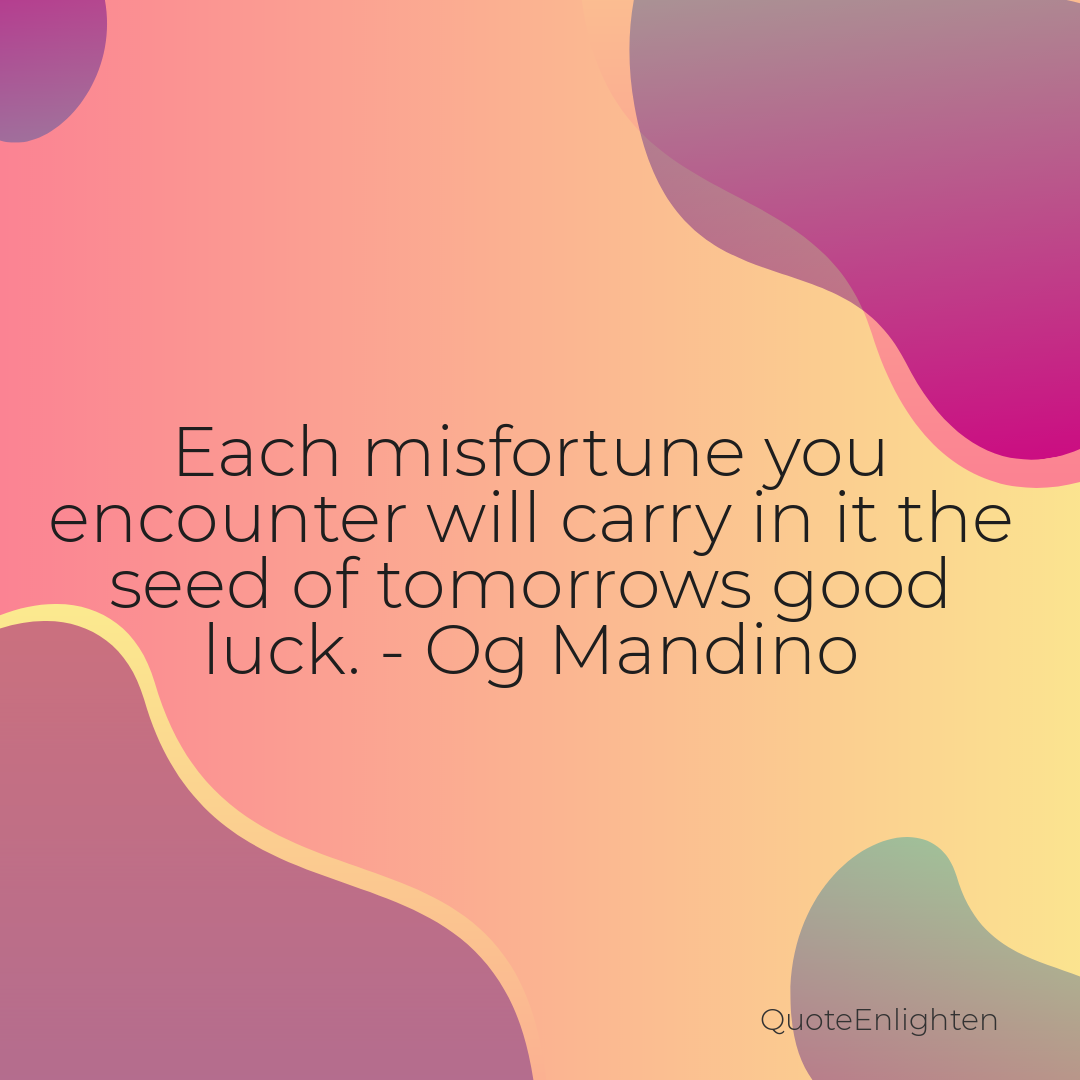 Each misfortune you
encounter will carry in it the
seed of tomorrows good
luck. - Og Mandino
QuoteEnlighten